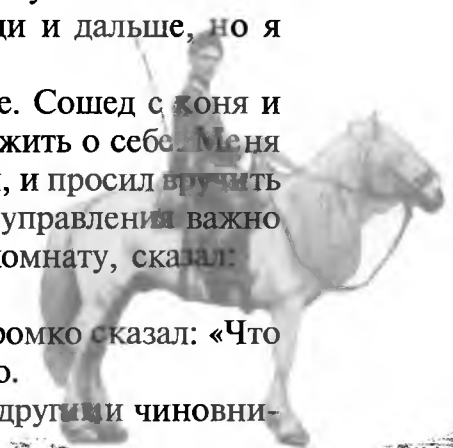 ди и дальше, но я
е. Сошед с коня и
жить о себе. Меня
, и просил вручить
управления важно
омнату, сказал:
ромко сказал: «Что
о.
другими чиновни-